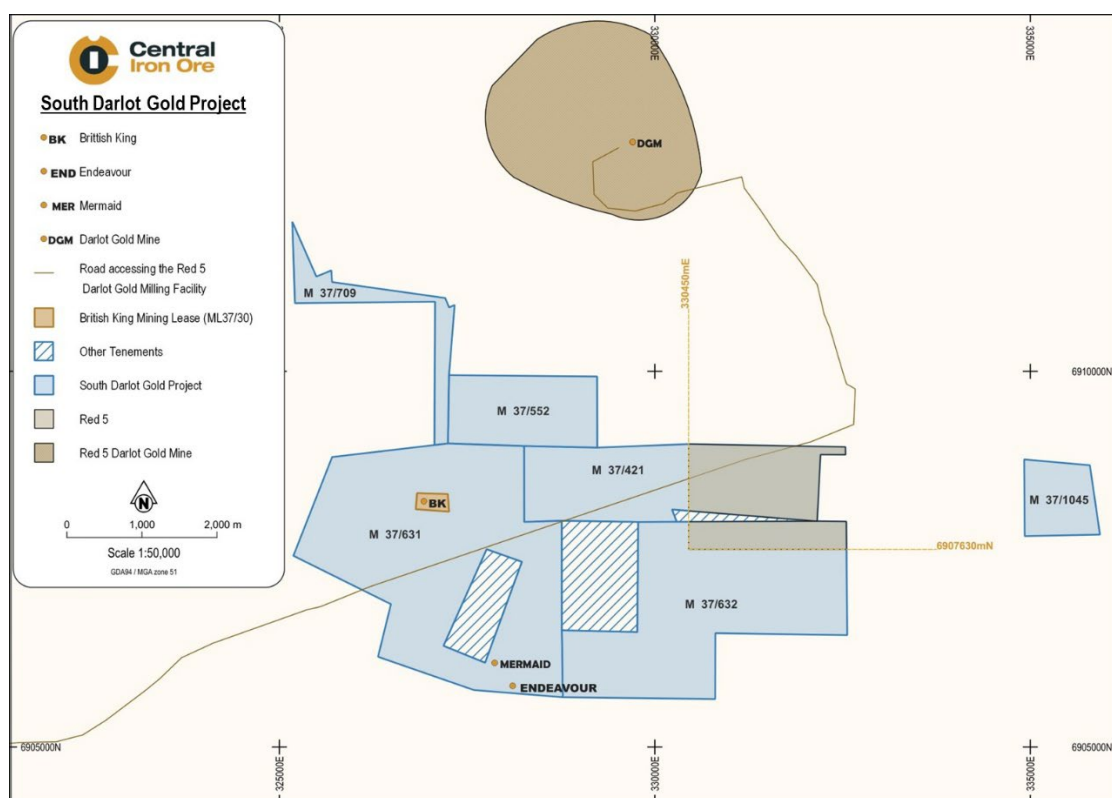 Central
Iron Ore
South Darlot Gold Project
BK Brittish King
END Endeavour
MER Mermaid
DGM Darlot Gold Mine
Road accessing the Red 5
Darlot Gold Milling Facility
British King Mining Lease (ML37/30)
Other Tenements
South Darlot Gold Project
Red 5
Red 5 Darlot Gold Mine
N
0 1,000 2,000 m
Scale 1:50,000
GDA94 / MGA zone 51
330000E
335000E
DGM
330450mE
M 37/709
6910000N
M 37/552
M 37/421
M 37/1045
BK
M 37/631
6907630mN
M 37/632
MERMAID
ENDEAVOUR
6905000N
6905000N
325000E
330000E
335000E